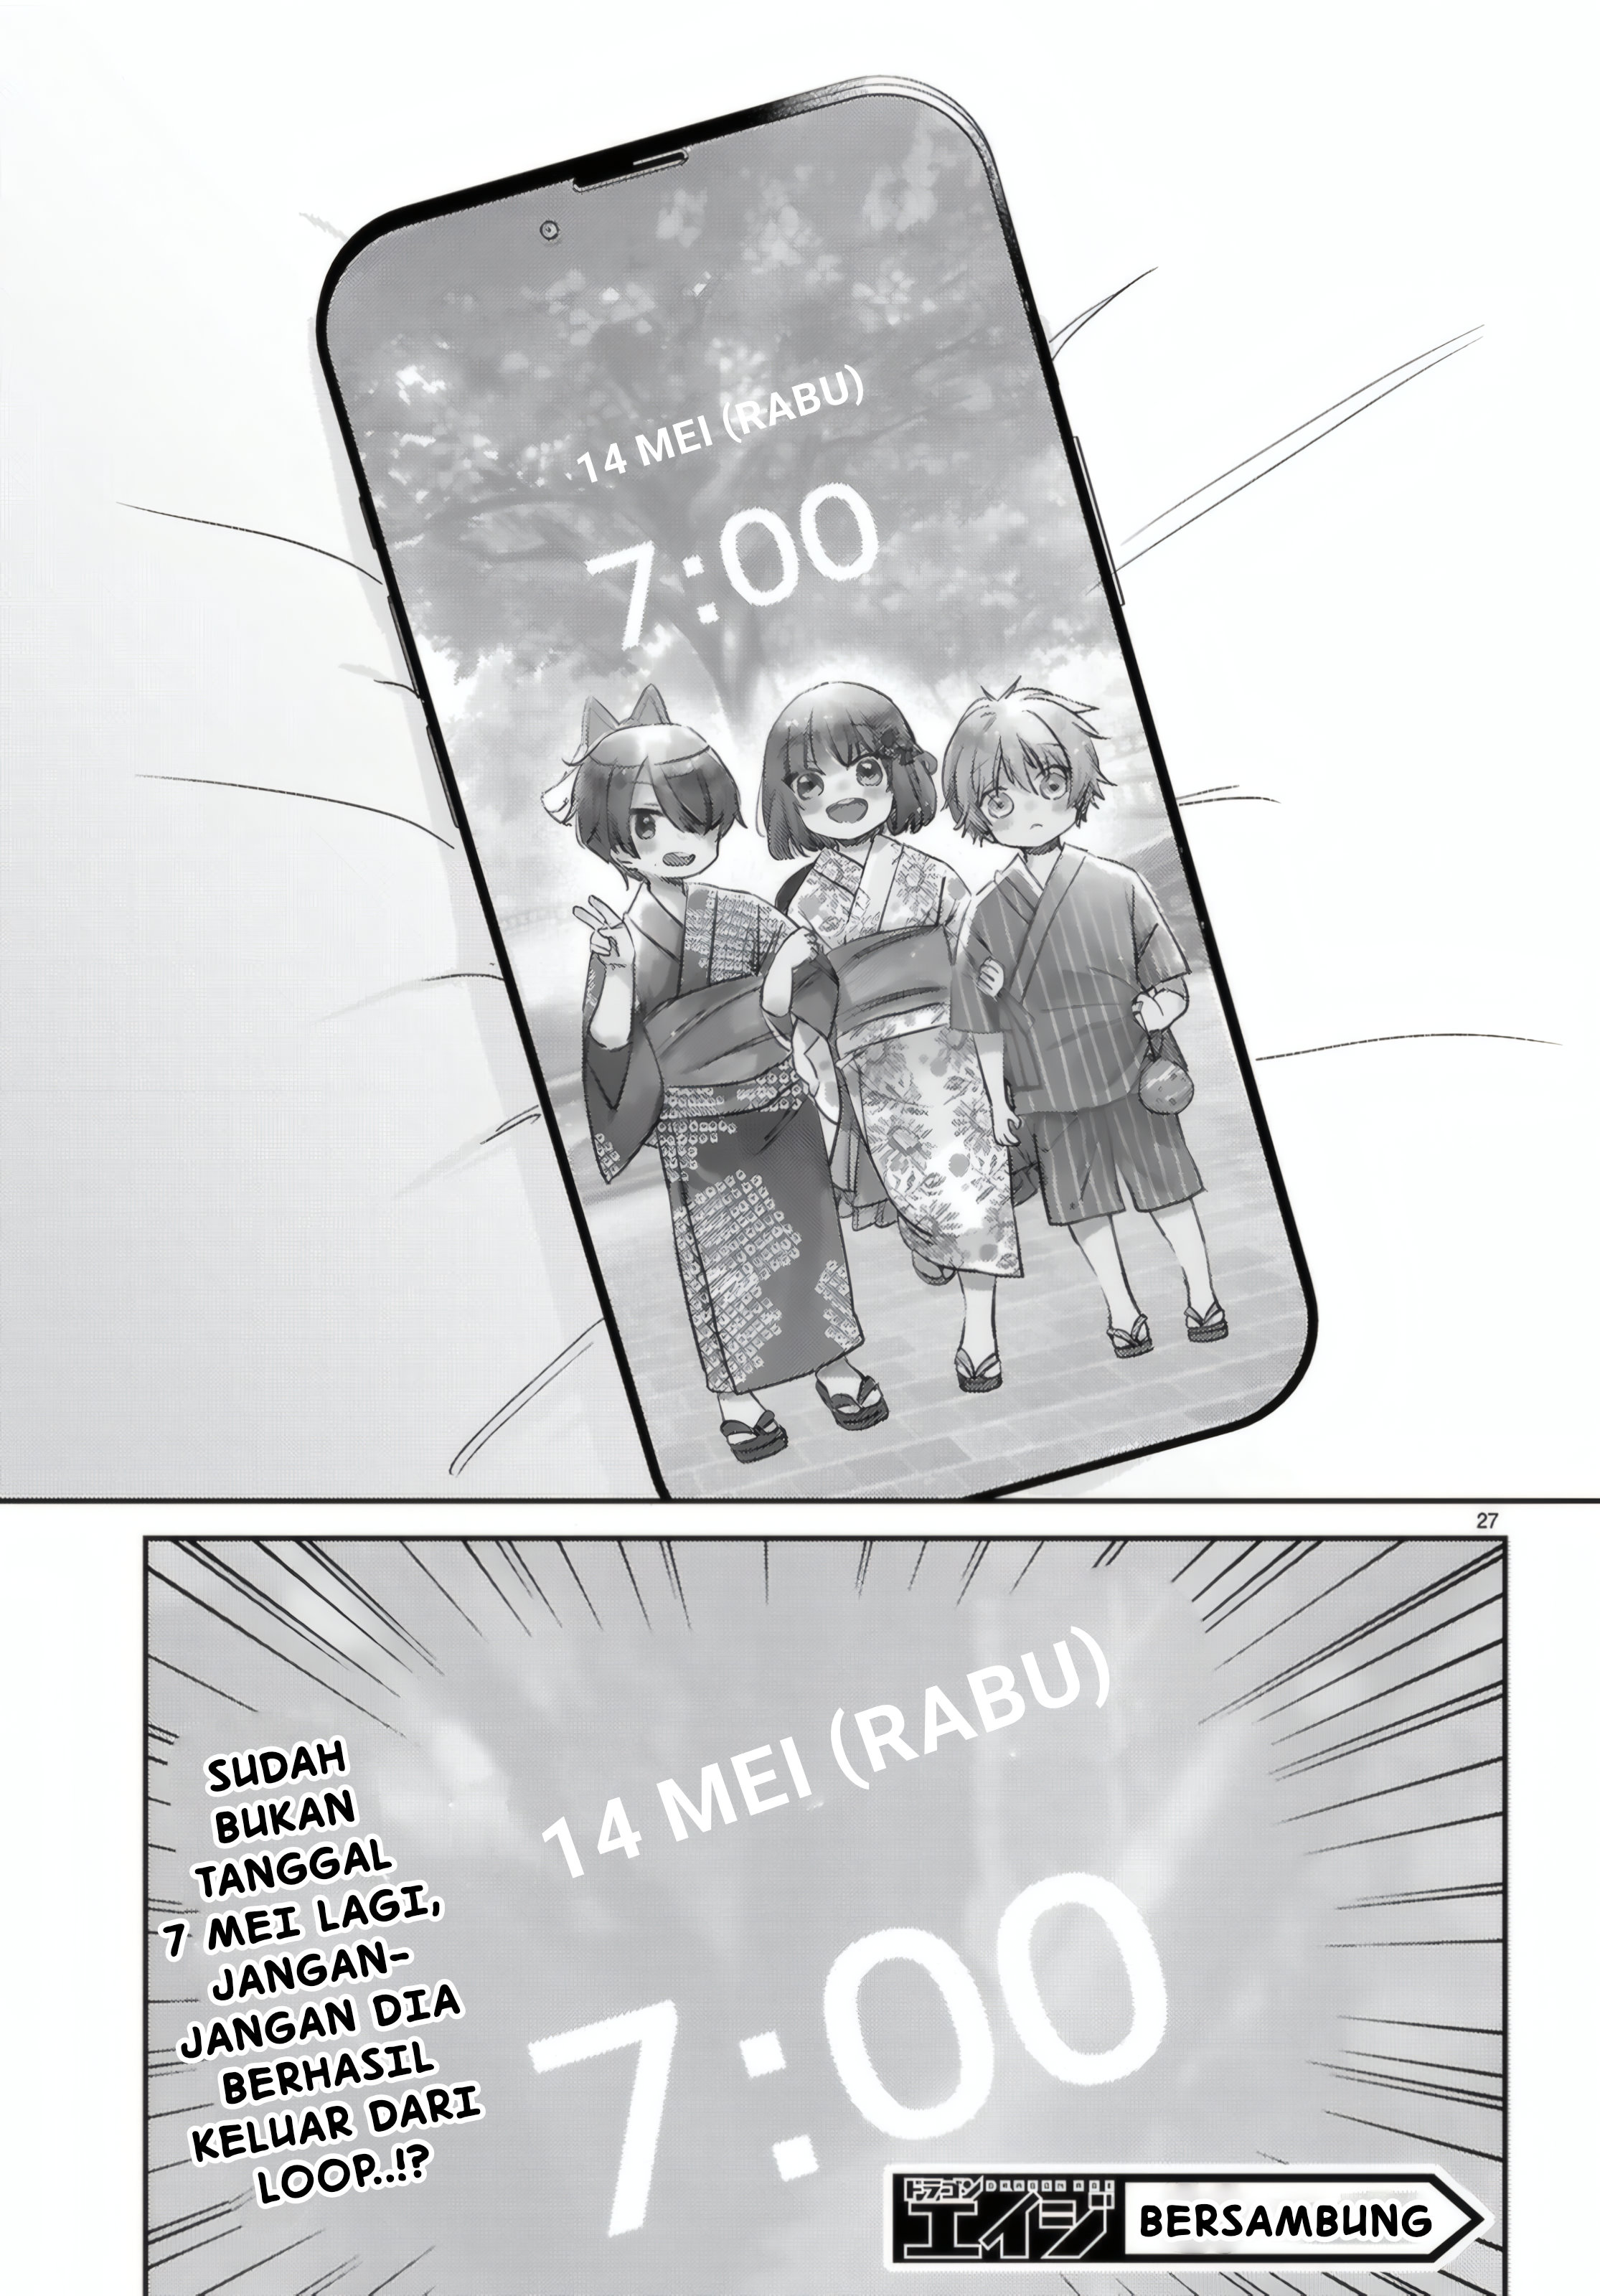 14 MEI (RABU)
7:00
27
14 MEI (RABU)
7:00
SUDAH
BUKAN
TANGGAL
7 MEI LAGI,
JANGAN-
JANGAN DIA
BERHASIL
KELUAR DARI
LOOP..!?
ドラゴン DRAGON AGE
エイジ
BERSAMBUNG